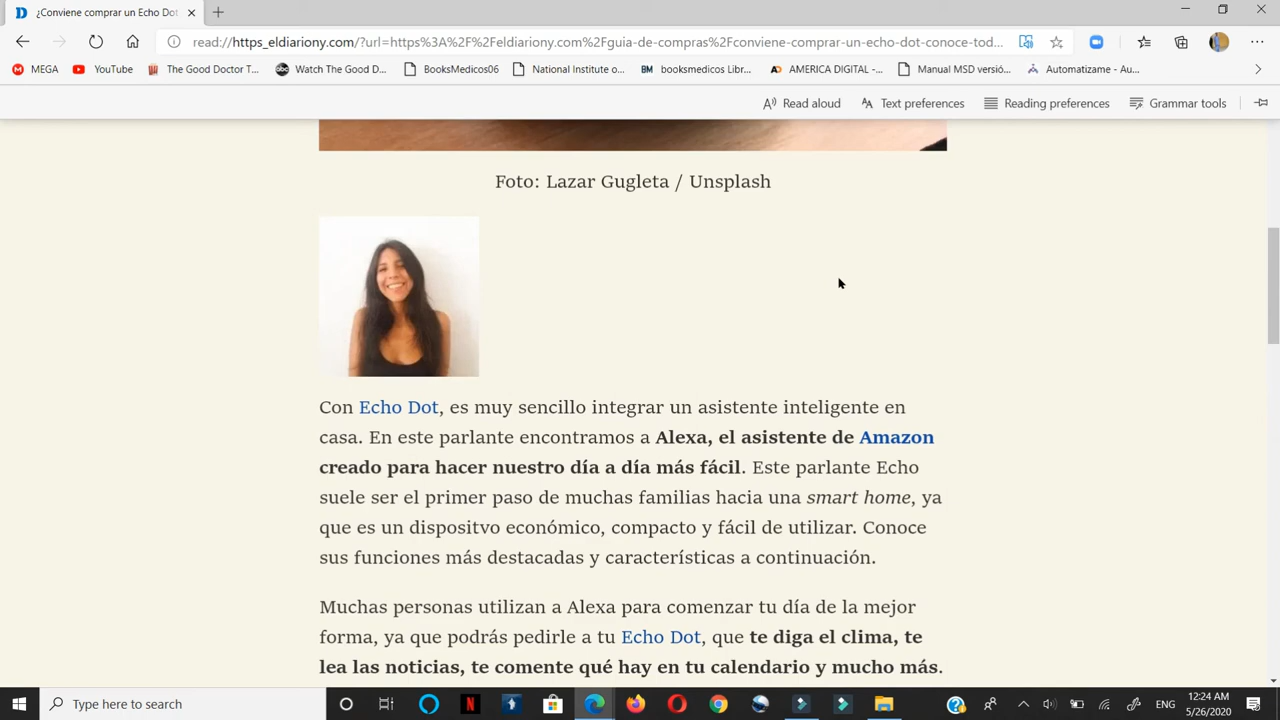 ¿Conviene comprar un Echo Dot
read://https_eldiariony.com/?url=https%3A%2F%2Feldiariony.com%2Fguia-de-compras%2Fconviene-comprar-un-echo-dot-conoce-tod...
MEGA YouTube The Good Doctor T... Watch The Good D... BooksMedicos06 National Institute o... booksmedicos Libr... AMERICA DIGITAL -... Manual MSD versió... Automatizame - Au...
Read aloud Text preferences Reading preferences Grammar tools
Foto: Lazar Gugleta / Unsplash
Con Echo Dot, es muy sencillo integrar un asistente inteligente en
casa. En este parlante encontramos a Alexa, el asistente de Amazon
creado para hacer nuestro día a día más fácil. Este parlante Echo
suele ser el primer paso de muchas familias hacia una smart home, ya
que es un dispositvo económico, compacto y fácil de utilizar. Conoce
sus funciones más destacadas y características a continuación.
Muchas personas utilizan a Alexa para comenzar tu día de la mejor
forma, ya que podrás pedirle a tu Echo Dot, que te diga el clima, te
lea las noticias, te comente qué hay en tu calendario y mucho más.
Type here to search
ENG
12:24 AM
5/26/2020